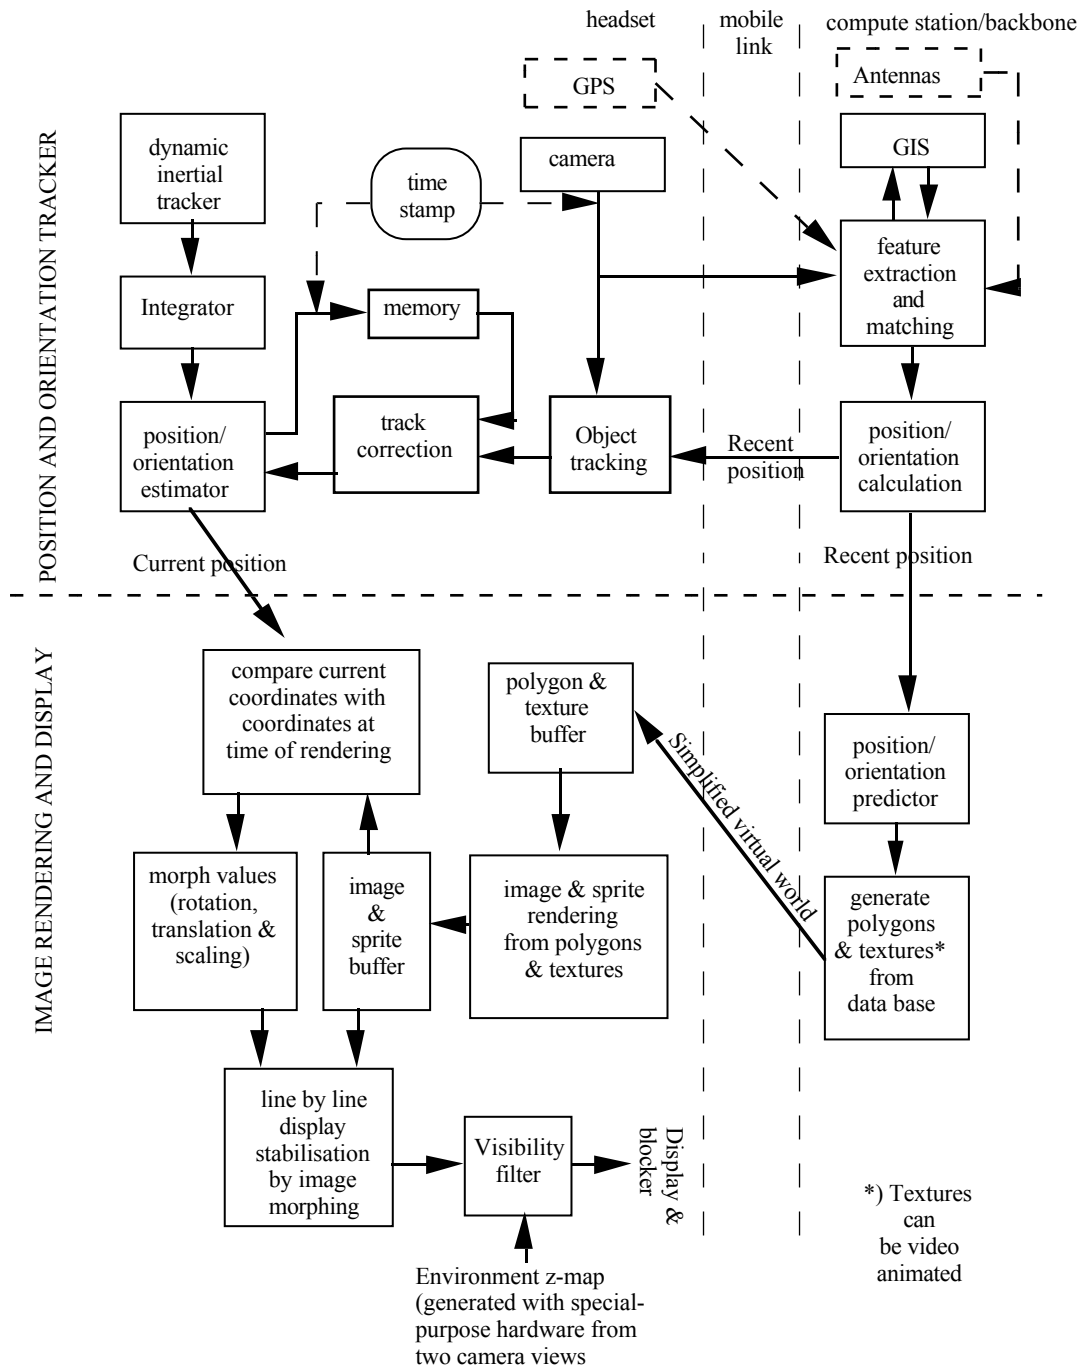 headset
mobile
link
compute station/backbone
GPS
Antennas
POSITION AND ORIENTATION TRACKER
dynamic
inertial
tracker
time
stamp
camera
GIS
feature
extraction
and
matching
Integrator
memory
position/
orientation
estimator
track
correction
Object
tracking
Recent
position
position/
orientation
calculation
Current position
Recent position
IMAGE RENDERING AND DISPLAY
compare current
coordinates with
coordinates at
time of rendering
polygon &
texture
buffer
Simplified virtual world
position/
orientation
predictor
morph values
(rotation,
translation &
scaling)
image
&
sprite
buffer
image & sprite
rendering
from polygons
& textures
generate
polygons
& textures*
from
data base
line by line
display
stabilisation
by image
morphing
Visibility
filter
Display &
blocker
*) Textures
can
be video
animated
Environment z-map
(generated with special-
purpose hardware from
two camera views